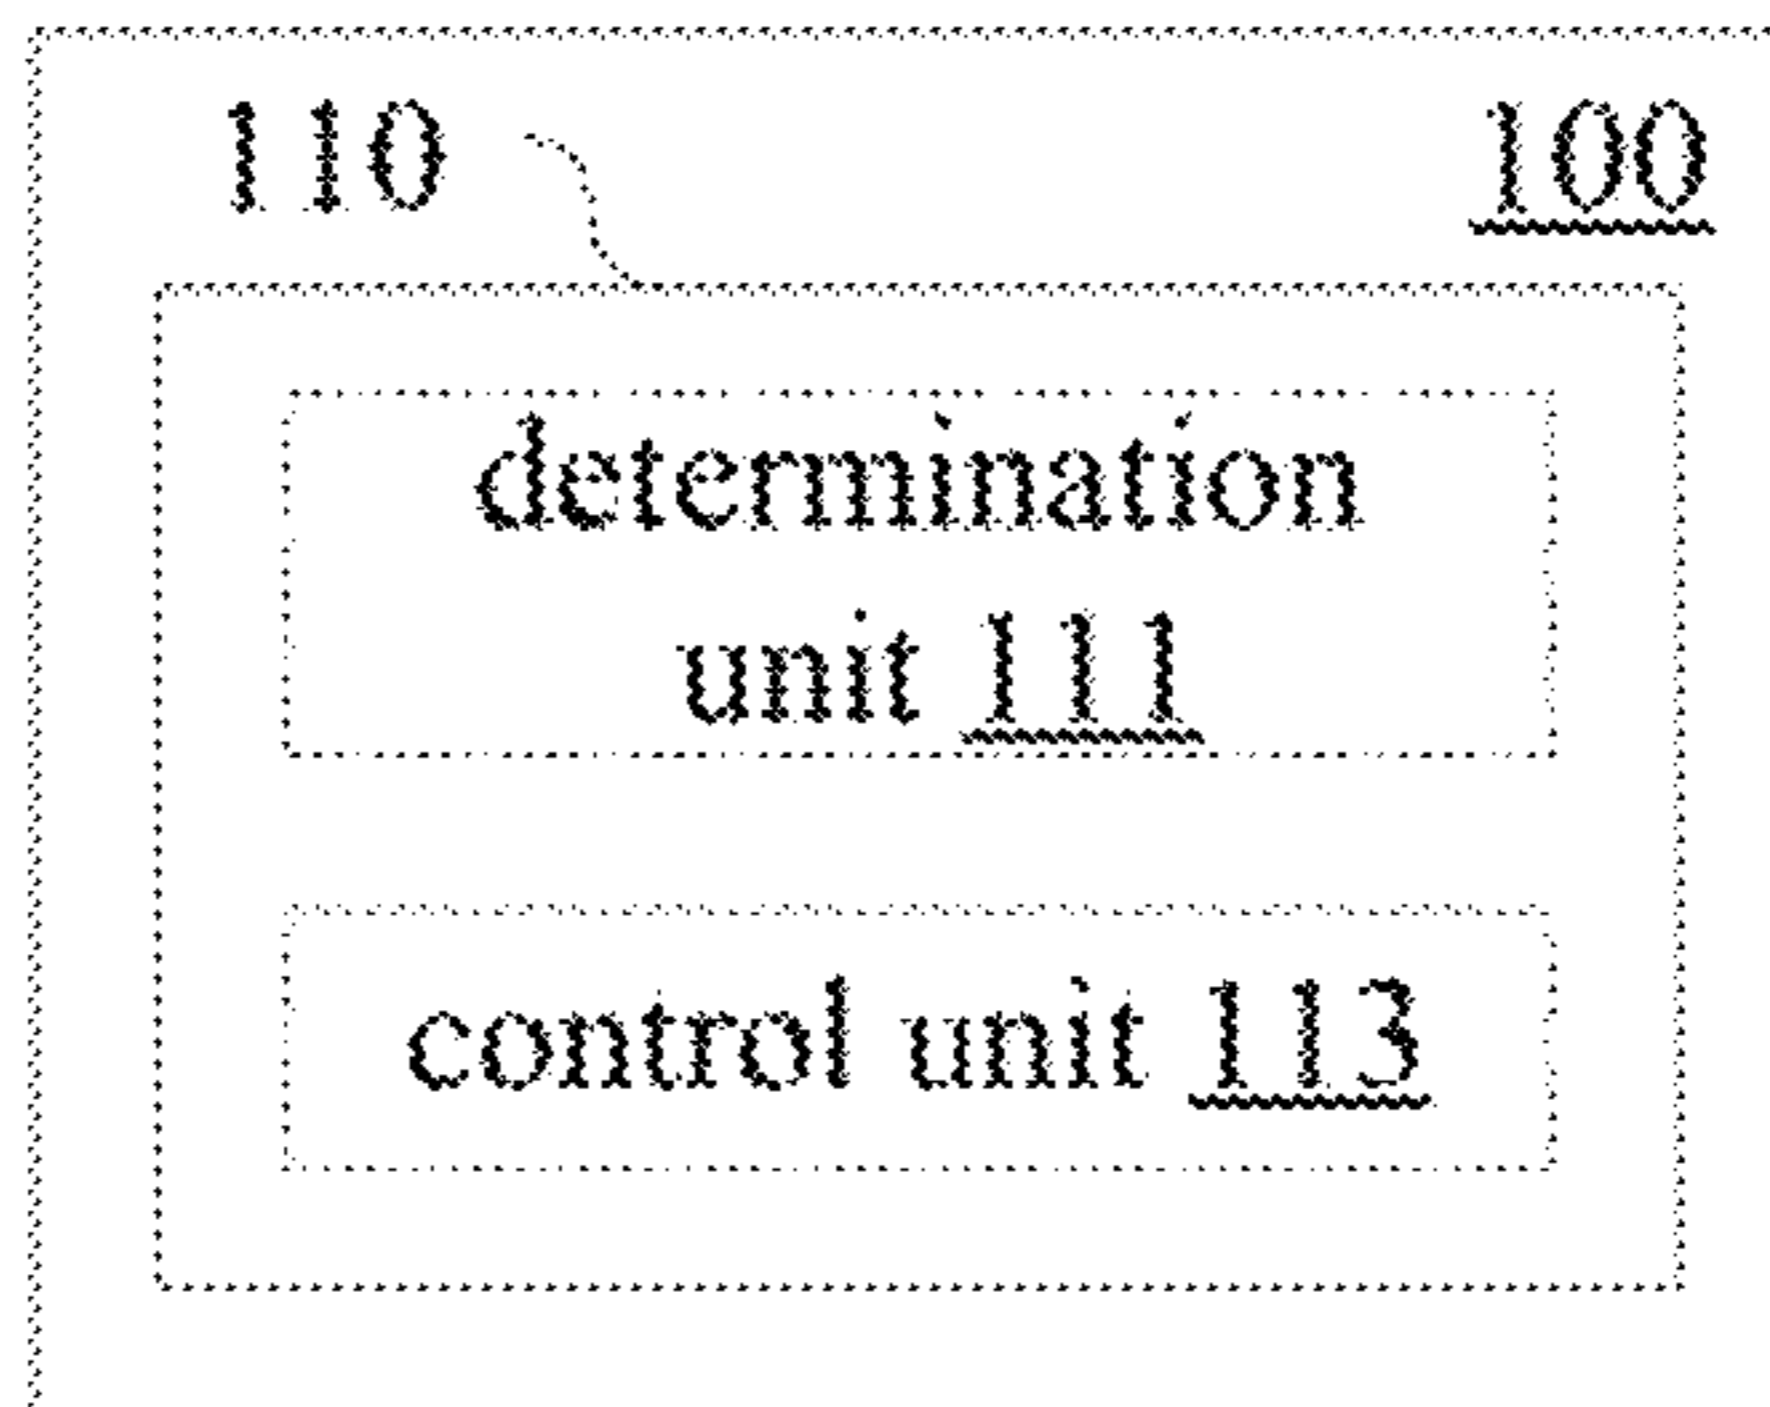 110
100
determination
unit 111
control unit 113